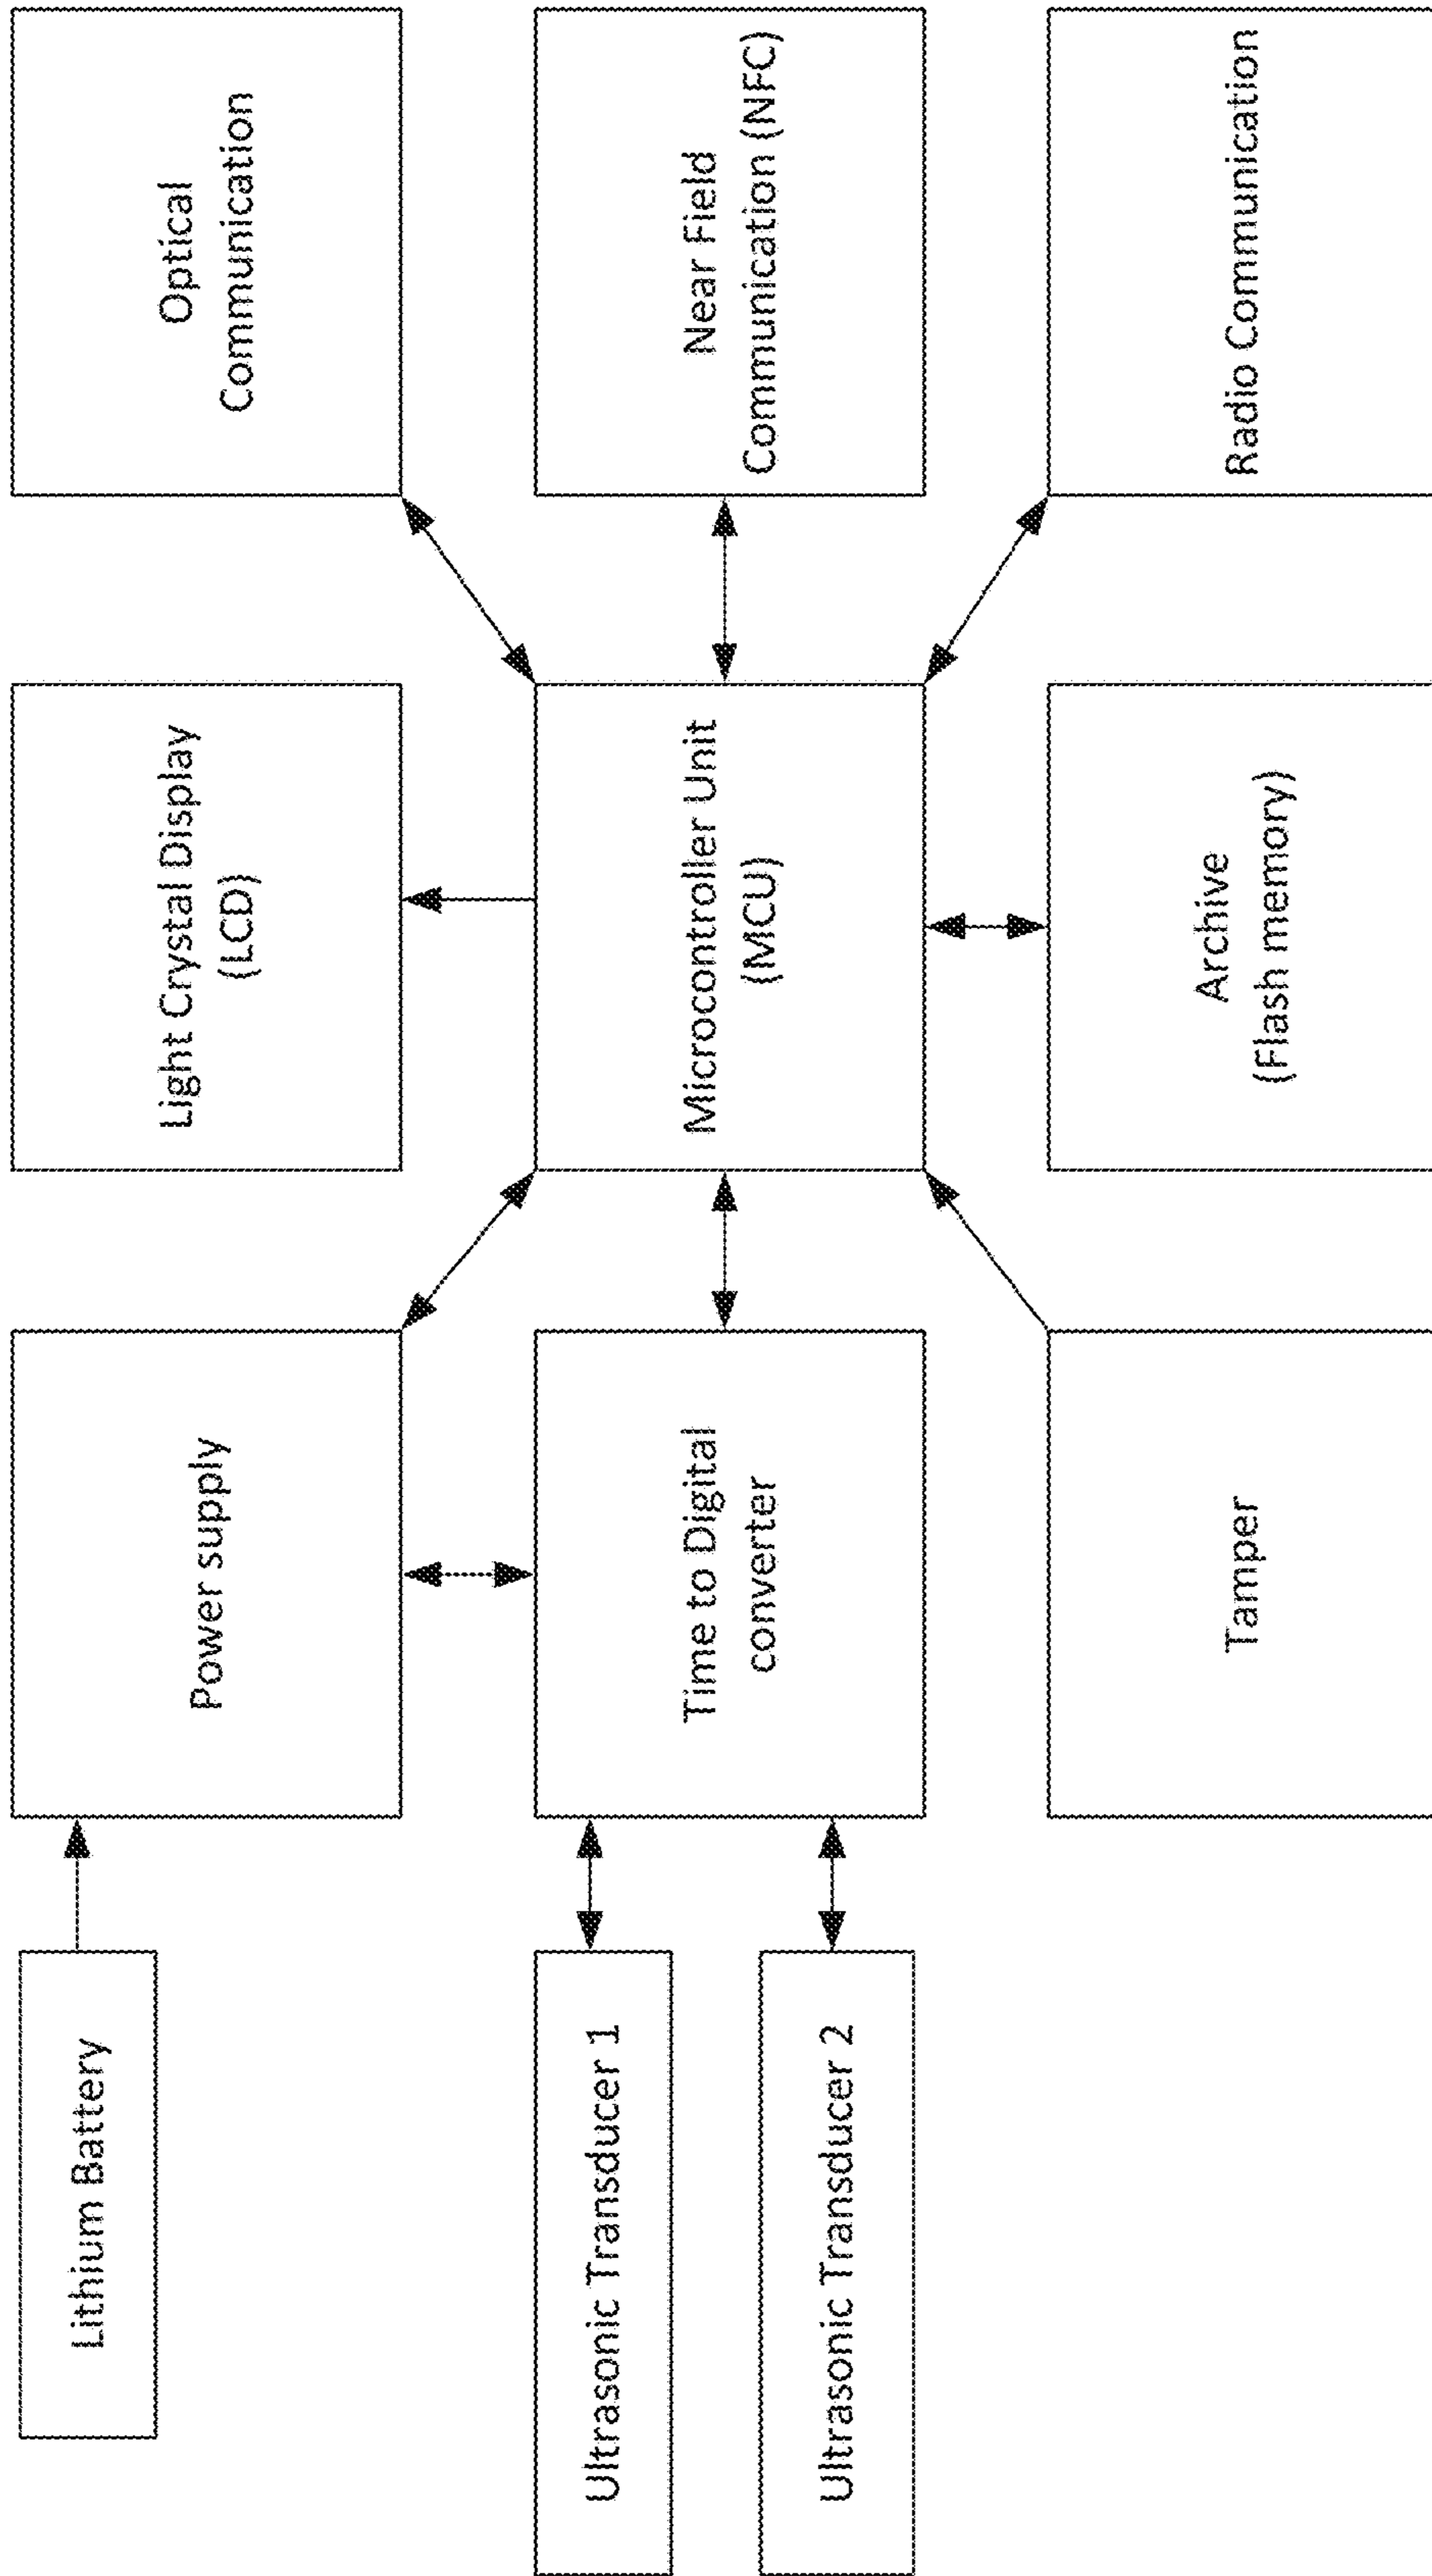 Lithium Battery
Power supply
Light Crystal Display
(LCD)
Optical
Communication
Ultrasonic Transducer 1
Ultrasonic Transducer 2
Time to Digital
converter
Microcontroller Unit
(MCU)
Near Field
Communication (NFC)
Tamper
Archive
(Flash memory)
Radio Communication